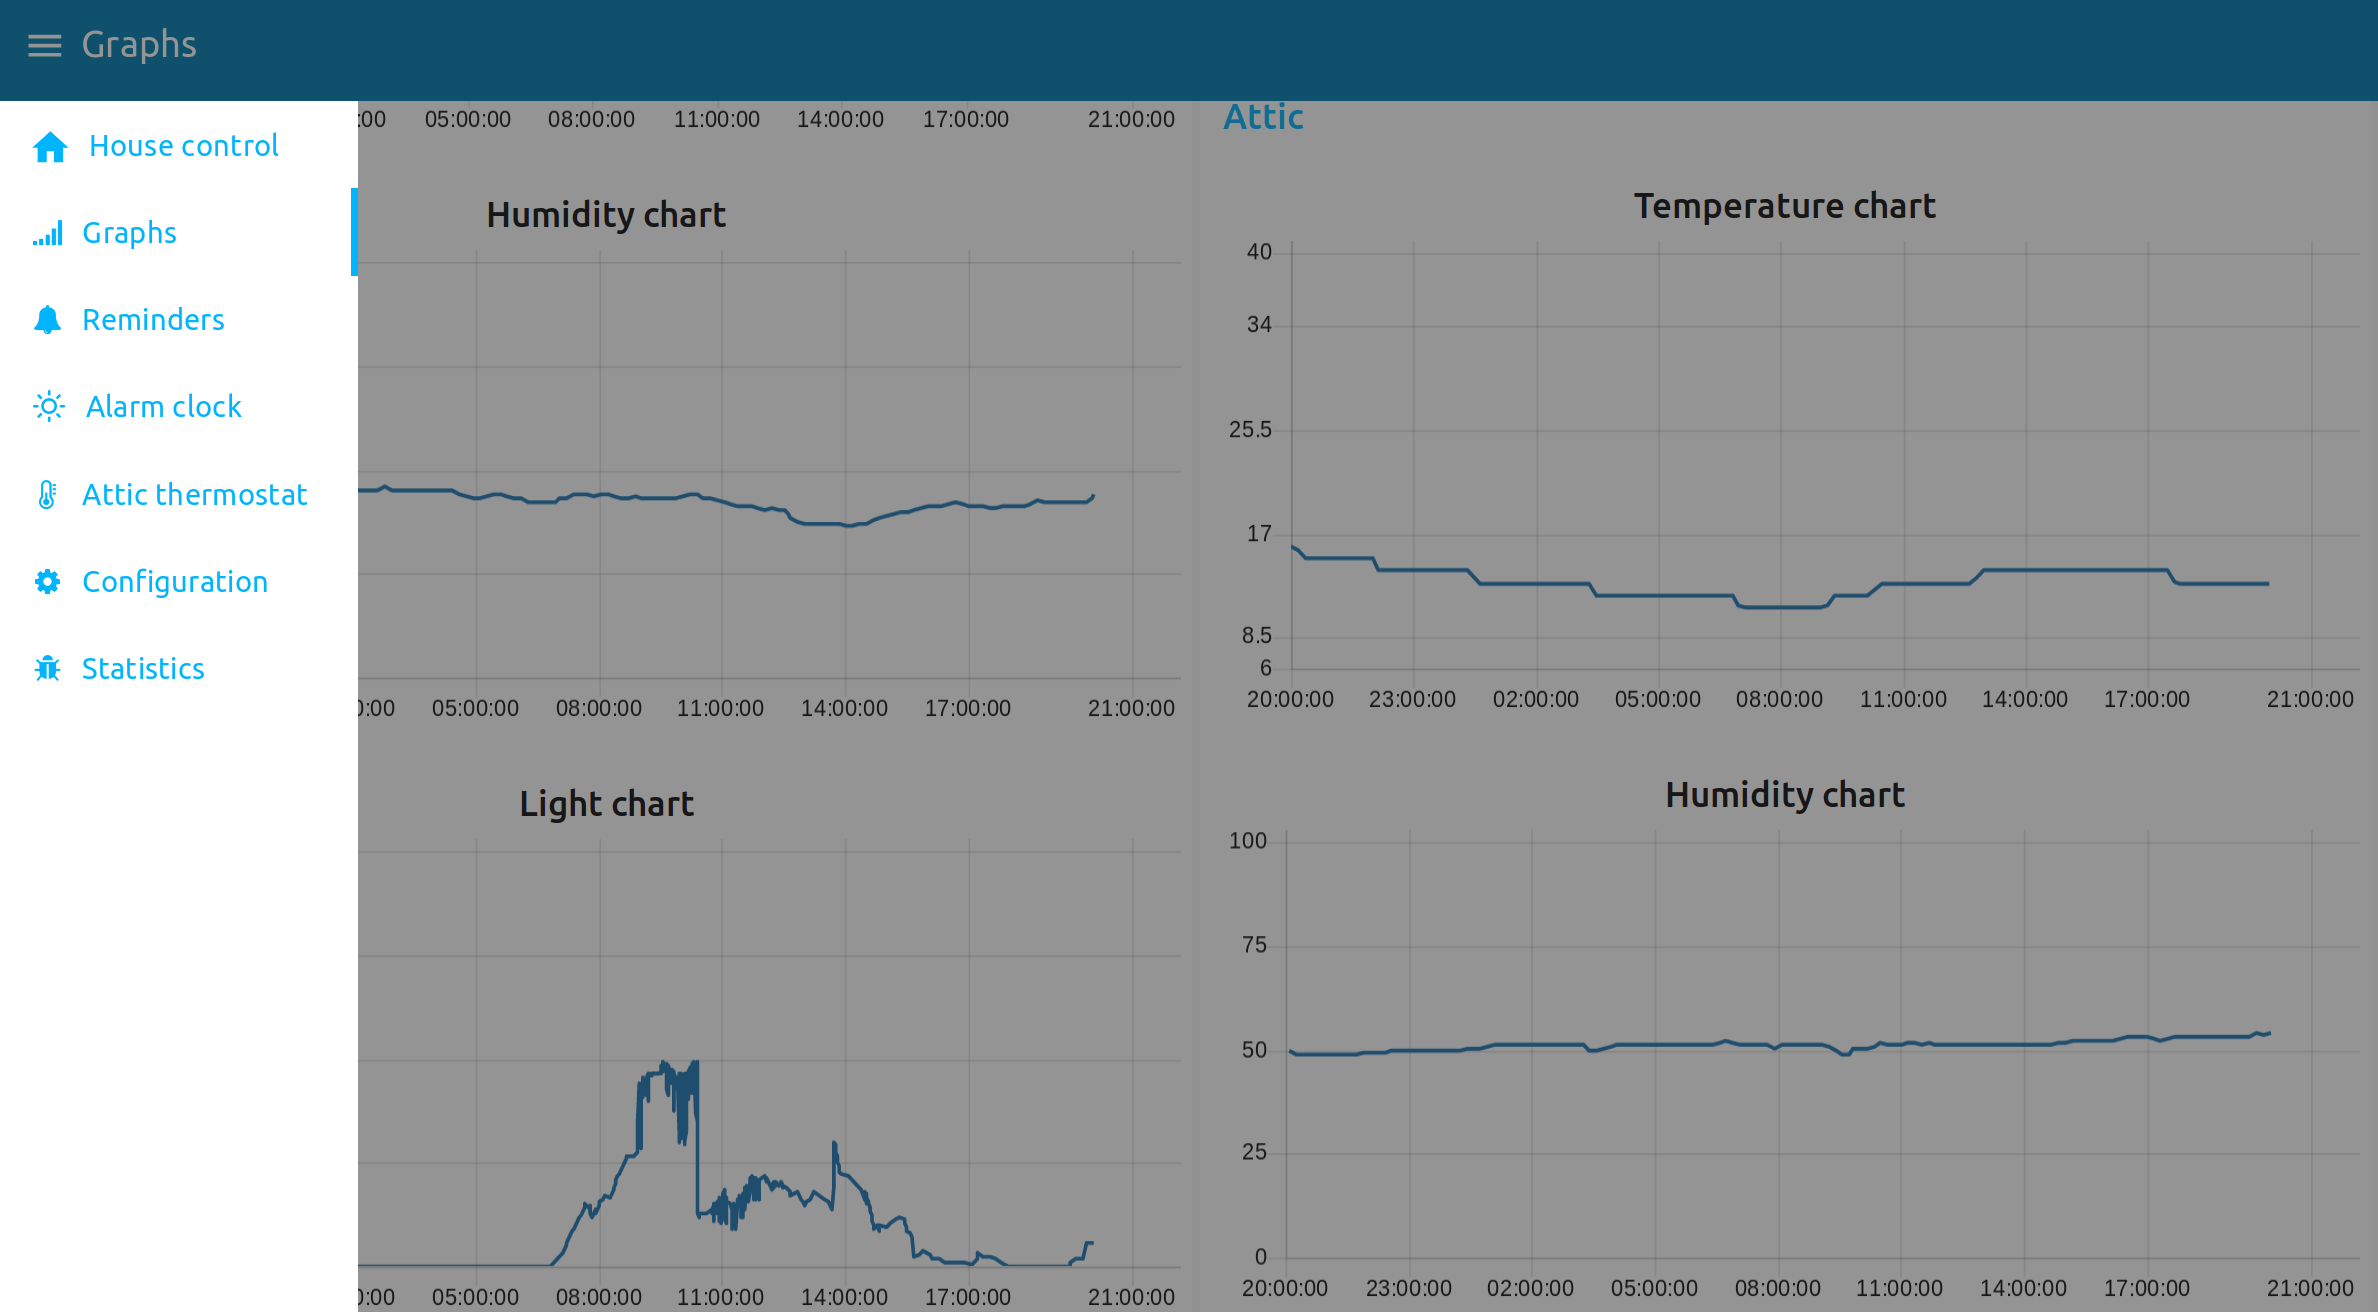 Graphs
House control
Graphs
Reminders
Alarm clock
Attic thermostat
Configuration
Statistics
:00 05:00:00 08:00:00 11:00:00 14:00:00 17:00:00 21:00:00
Humidity chart
0:00 05:00:00 08:00:00 11:00:00 14:00:00 17:00:00 21:00:00
Light chart
0:00 05:00:00 08:00:00 11:00:00 14:00:00 17:00:00 21:00:00
Attic
Temperature chart
40
34
25.5
17
8.5
6
20:00:00 23:00:00 02:00:00 05:00:00 08:00:00 11:00:00 14:00:00 17:00:00 21:00:00
Humidity chart
100
75
50
25
0
20:00:00 23:00:00 02:00:00 05:00:00 08:00:00 11:00:00 14:00:00 17:00:00 21:00:00